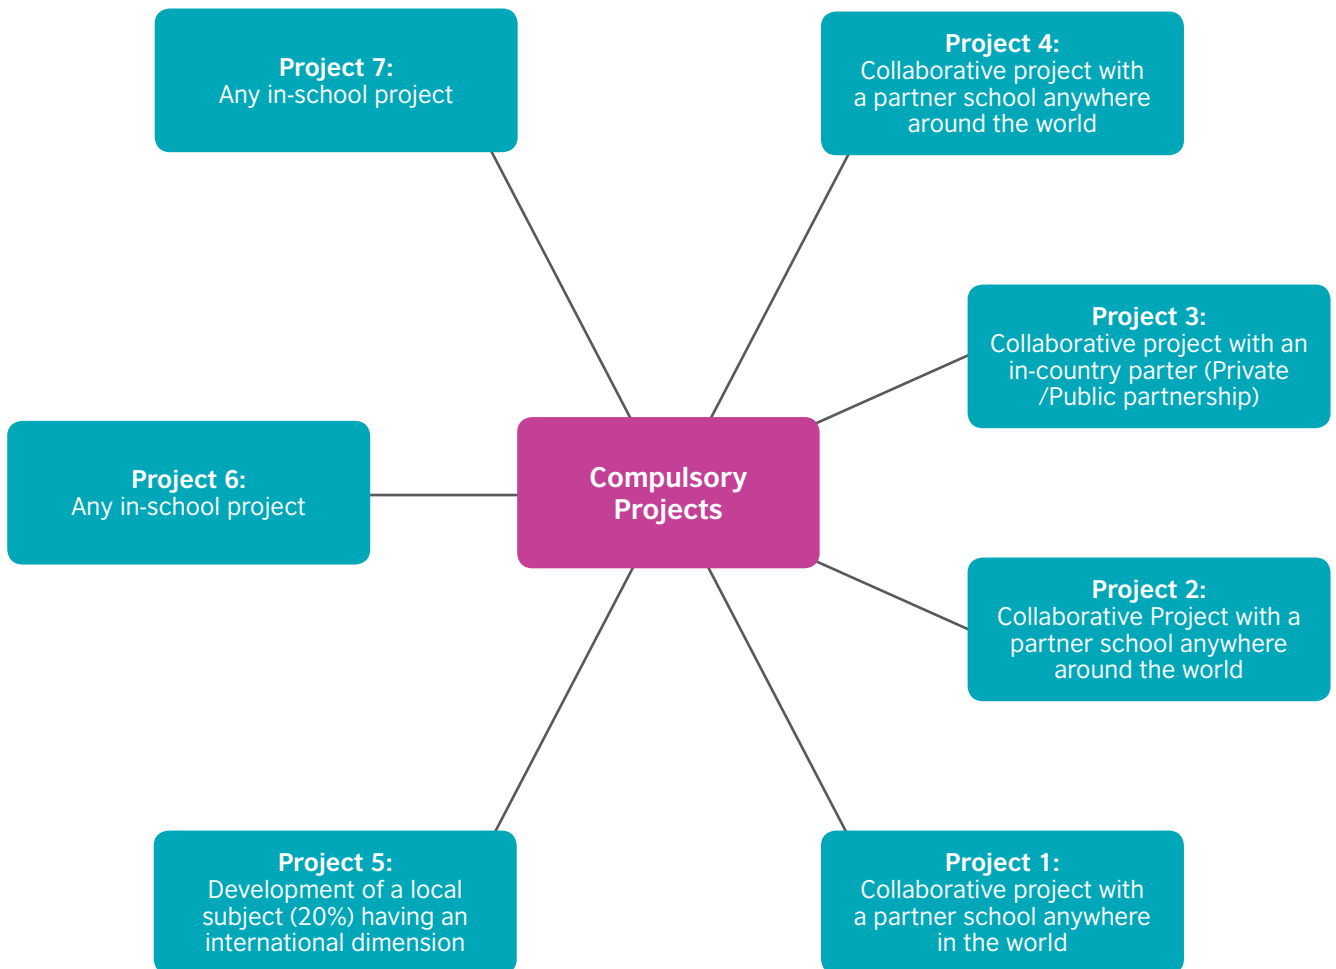 Project 7:
Any in-school project
Project 4:
Collaborative project with
a partner school anywhere
around the world
Project 3:
Collaborative project with an
in-country parter (Private
/Public partnership)
Compulsory
Projects
Project 6:
Any in-school project
Project 2:
Collaborative Project with a
partner school anywhere
around the world
Project 5:
Development of a local
subject (20%) having an
international dimension
Project 1:
Collaborative project with
a partner school anywhere
in the world